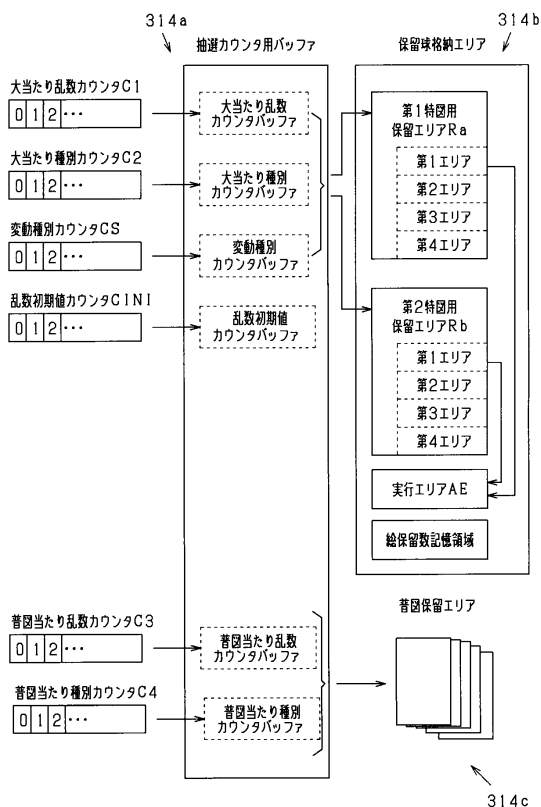 314a
314b
抽選カウンタ用バッファ
保留球格納エリア
大当たり乱数カウンタC1
0 1 2 ・・・
大当たり乱数
カウンタバッファ
大当たり種別カウンタC2
0 1 2 ・・・
大当たり種別
カウンタバッファ
変動種別カウンタCS
0 1 2 ・・・
変動種別
カウンタバッファ
乱数初期値カウンタCINI
0 1 2 ・・・
乱数初期値
カウンタバッファ
第1特図用
保留エリアRa
第1エリア
第2エリア
第3エリア
第4エリア
第2特図用
保留エリアRb
第1エリア
第2エリア
第3エリア
第4エリア
実行エリアAE
総保留数記憶領域
普図当たり乱数カウンタC3
0 1 2 ・・・
普図当たり乱数
カウンタバッファ
普図当たり種別カウンタC4
0 1 2 ・・・
普図当たり種別
カウンタバッファ
普図保留エリア
314c